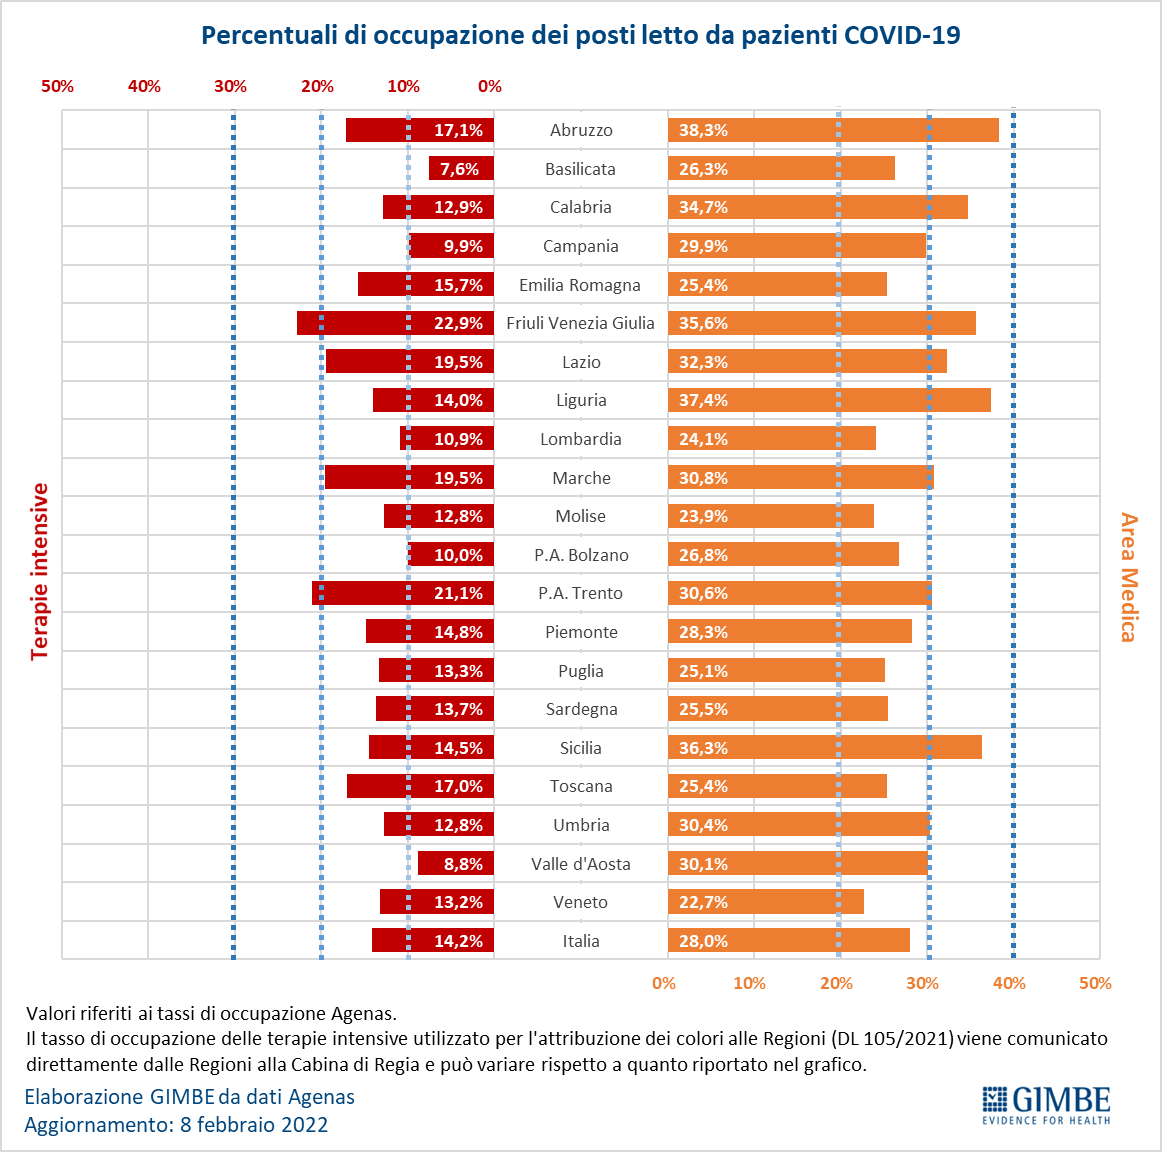 Percentuali di occupazione dei posti letto da pazienti COVID-19
50% 40% 30% 20% 10% 0%
17,1% Abruzzo 38,3%
7,6% Basilicata 26,3%
12,9% Calabria 34,7%
9,9% Campania 29,9%
15,7% Emilia Romagna 25,4%
22,9% Friuli Venezia Giulia 35,6%
19,5% Lazio 32,3%
14,0% Liguria 37,4%
10,9% Lombardia 24,1%
19,5% Marche 30,8%
12,8% Molise 23,9%
10,0% P.A. Bolzano 26,8%
21,1% P.A. Trento 30,6%
14,8% Piemonte 28,3%
13,3% Puglia 25,1%
13,7% Sardegna 25,5%
14,5% Sicilia 36,3%
17,0% Toscana 25,4%
12,8% Umbria 30,4%
8,8% Valle d'Aosta 30,1%
13,2% Veneto 22,7%
14,2% Italia 28,0%
Terapie intensive
Area Medica
0% 10% 20% 30% 40% 50%
Valori riferiti ai tassi di occupazione Agenas.
Il tasso di occupazione delle terapie intensive utilizzato per l'attribuzione dei colori alle Regioni (DL 105/2021) viene comunicato
direttamente dalle Regioni alla Cabina di Regia e può variare rispetto a quanto riportato nel grafico.
Elaborazione GIMBE da dati Agenas
Aggiornamento: 8 febbraio 2022
GIMBE
EVIDENCE FOR HEALTH